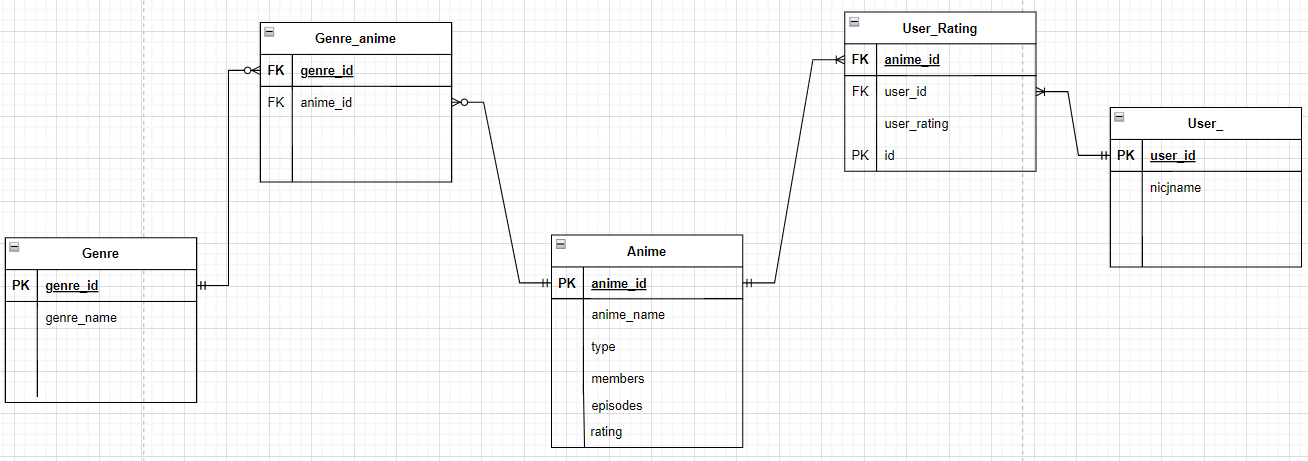 Genre_anime
FK genre_id
FK anime_id
User_Rating
FK anime_id
FK user_id
user_rating
PK id
User_
PK user_id
nicjname
Genre
PK genre_id
genre_name
Anime
PK anime_id
anime_name
type
members
episodes
rating